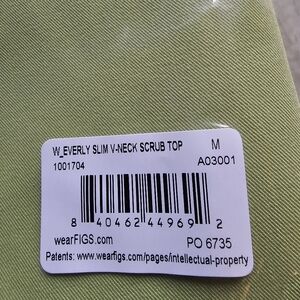 W_EVERLY SLIM V-NECK SCRUB TOP M
1001704 A03001
8 40462 44969 2
wearFIGS.com PO 6735
Patents: www.wearfigs.com/pages/intellectual-property